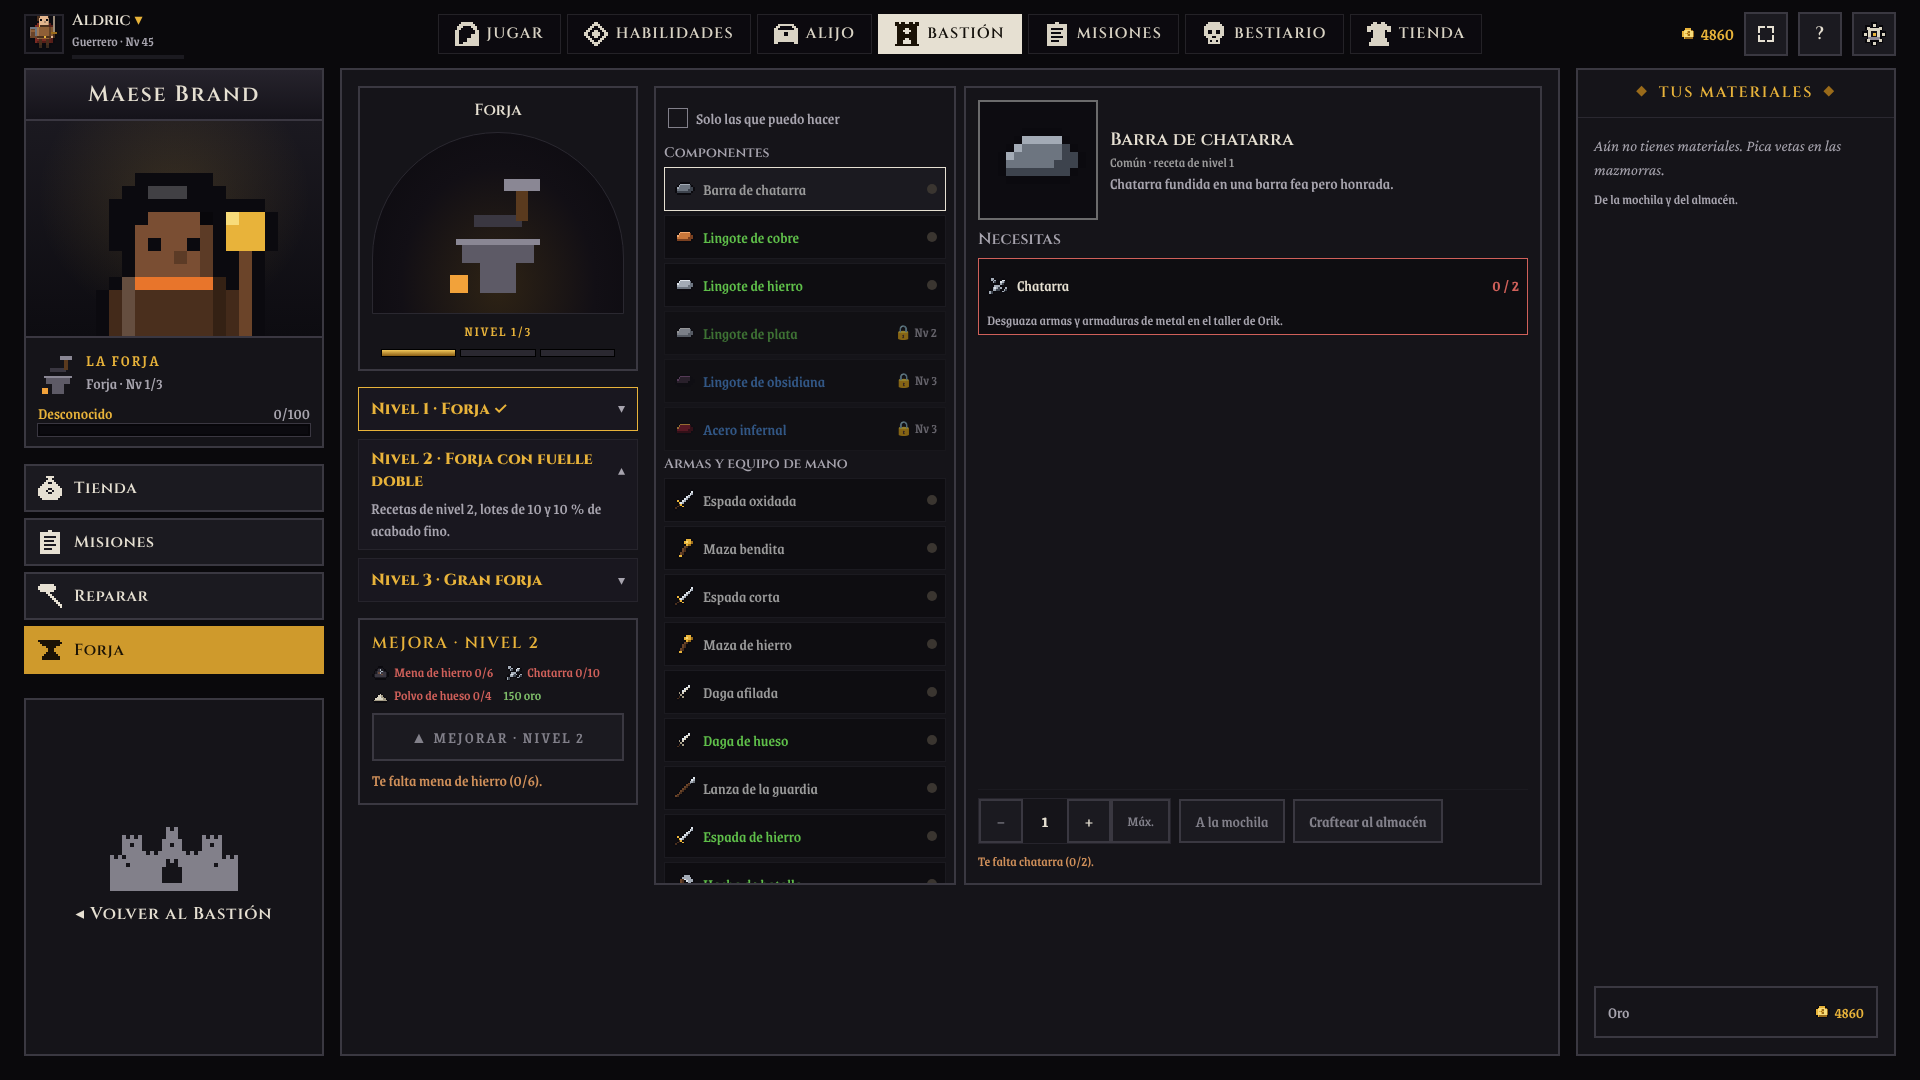 Aldric ▼
Guerrero · Nv 45
Jugar
Habilidades
Alijo
Bastión
Misiones
Bestiario
Tienda
4860
?
Maese Brand
La Forja
Forja · Nv 1/3
Desconocido 0/100
Tienda
Misiones
Reparar
Forja
◂ Volver al Bastión
Forja
Nivel 1/3
Nivel 1 · Forja ✓ ▼
Nivel 2 · Forja con fuelle
doble ▲
Recetas de nivel 2, lotes de 10 y 10 % de
acabado fino.
Nivel 3 · Gran forja ▼
Mejora · Nivel 2
Mena de hierro 0/6 Chatarra 0/10
Polvo de hueso 0/4 150 oro
▲ Mejorar · Nivel 2
Te falta mena de hierro (0/6).
Solo las que puedo hacer
Componentes
Barra de chatarra
Lingote de cobre
Lingote de hierro
Lingote de plata Nv 2
Lingote de obsidiana Nv 3
Acero infernal Nv 3
Armas y equipo de mano
Espada oxidada
Maza bendita
Espada corta
Maza de hierro
Daga afilada
Daga de hueso
Lanza de la guardia
Espada de hierro
Barra de chatarra
Común · receta de nivel 1
Chatarra fundida en una barra fea pero honrada.
Necesitas
Chatarra 0 / 2
Desguaza armas y armaduras de metal en el taller de Orik.
− 1 + Máx. A la mochila Craftear al almacén
Te falta chatarra (0/2).
◆ Tus materiales ◆
Aún no tienes materiales. Pica vetas en las
mazmorras.
De la mochila y del almacén.
Oro 4860